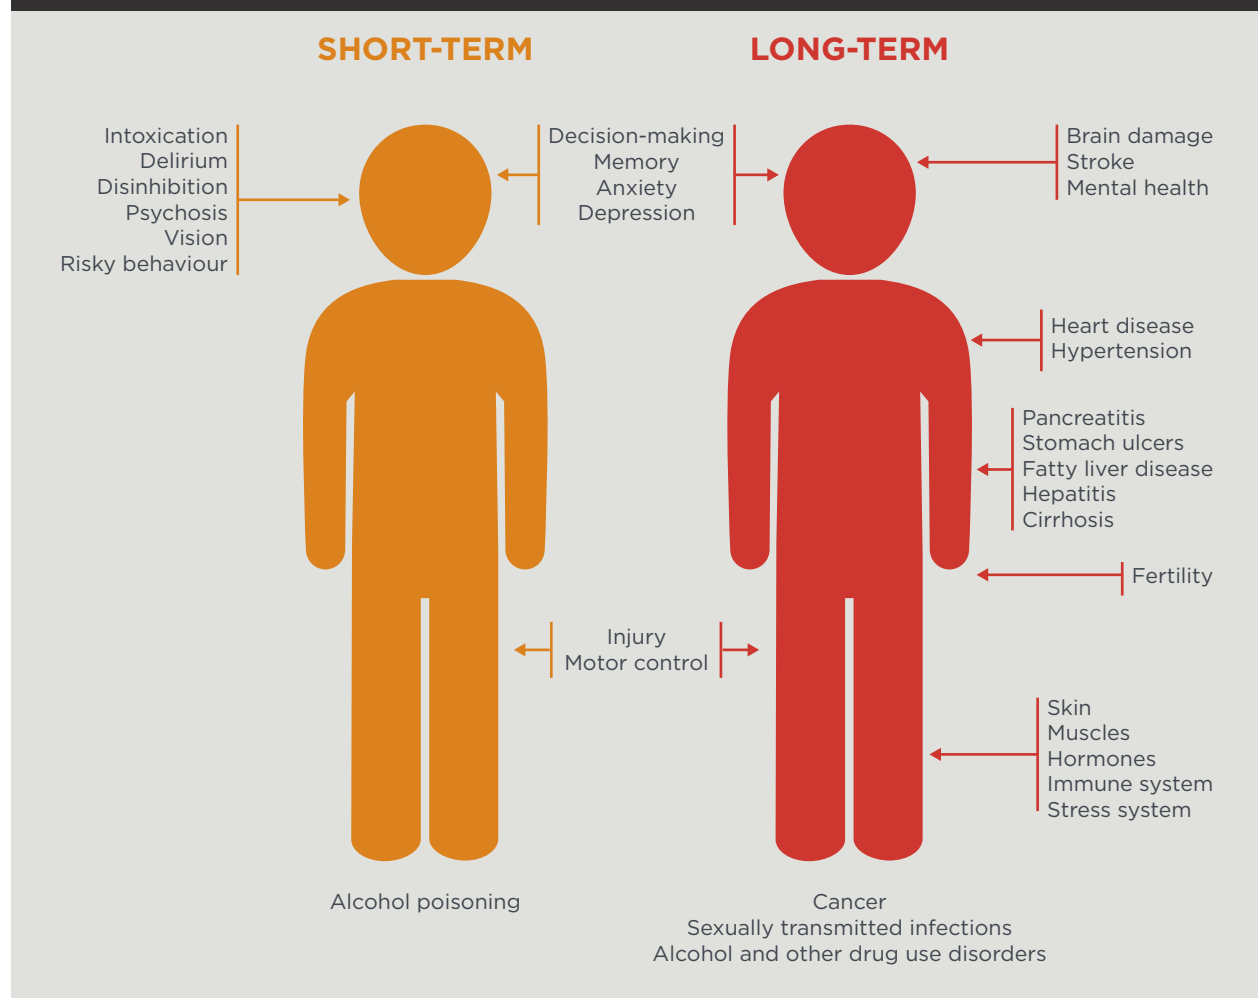 SHORT-TERM
LONG-TERM
Intoxication
Delirium
Disinhibition
Psychosis
Vision
Risky behaviour
Decision-making
Memory
Anxiety
Depression
Brain damage
Stroke
Mental health
Heart disease
Hypertension
Pancreatitis
Stomach ulcers
Fatty liver disease
Hepatitis
Cirrhosis
Fertility
Injury
Motor control
Skin
Muscles
Hormones
Immune system
Stress system
Alcohol poisoning
Cancer
Sexually transmitted infections
Alcohol and other drug use disorders